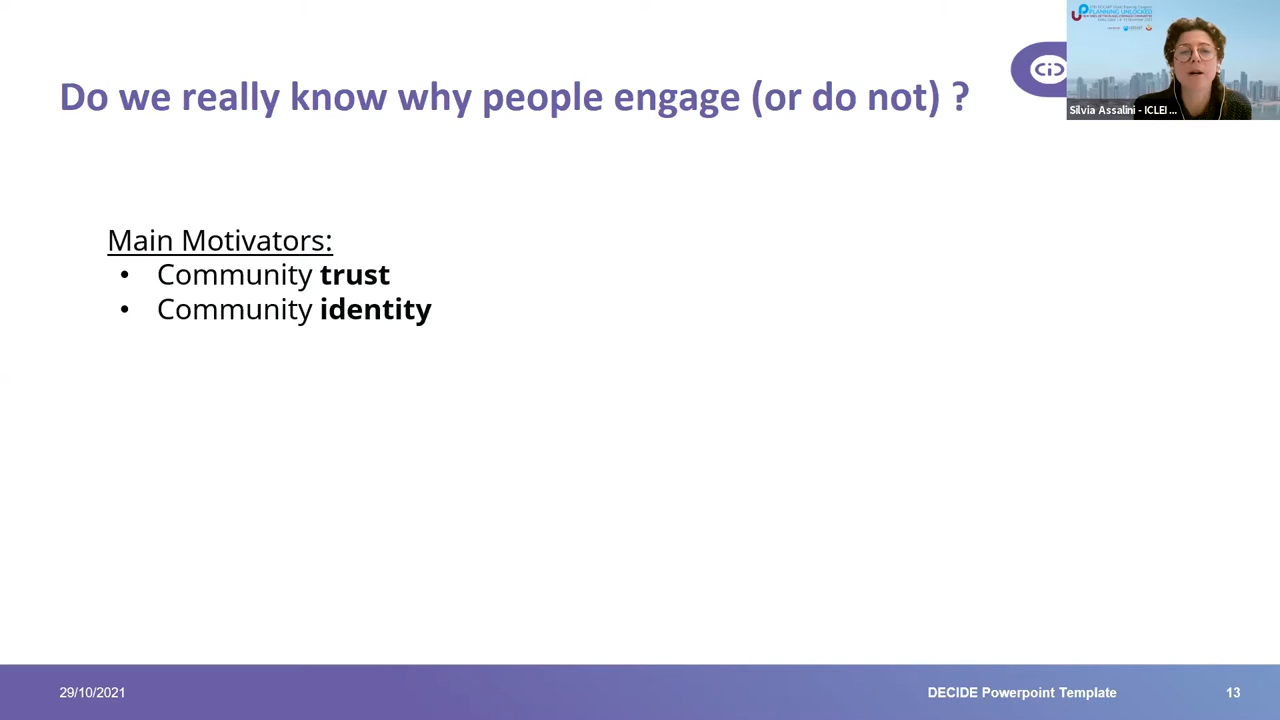 Do we really know why people engage (or do not) ?
PLANNING UNLOCKED
Silvia Assalini - ICLEI ...
Main Motivators:
• Community trust
• Community identity
29/10/2021
DECIDE Powerpoint Template
13